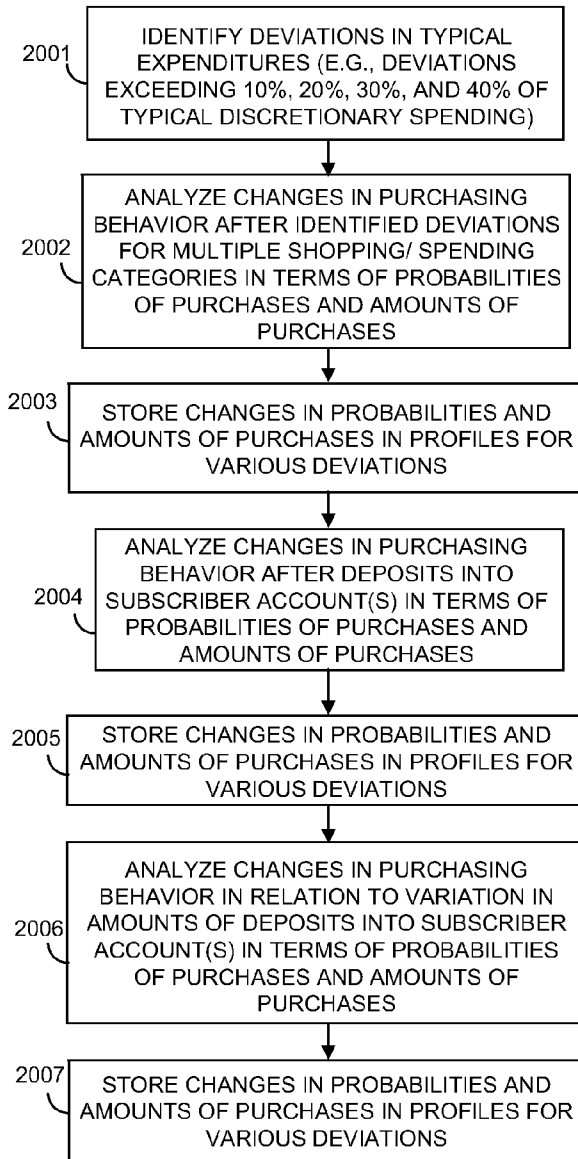 2001
IDENTIFY DEVIATIONS IN TYPICAL
EXPENDITURES (E.G., DEVIATIONS
EXCEEDING 10%, 20%, 30%, AND 40% OF
TYPICAL DISCRETIONARY SPENDING)
2002
ANALYZE CHANGES IN PURCHASING
BEHAVIOR AFTER IDENTIFIED DEVIATIONS
FOR MULTIPLE SHOPPING/ SPENDING
CATEGORIES IN TERMS OF PROBABILITIES
OF PURCHASES AND AMOUNTS OF
PURCHASES
2003
STORE CHANGES IN PROBABILITIES AND
AMOUNTS OF PURCHASES IN PROFILES FOR
VARIOUS DEVIATIONS
2004
ANALYZE CHANGES IN PURCHASING
BEHAVIOR AFTER DEPOSITS INTO
SUBSCRIBER ACCOUNT(S) IN TERMS OF
PROBABILITIES OF PURCHASES AND
AMOUNTS OF PURCHASES
2005
STORE CHANGES IN PROBABILITIES AND
AMOUNTS OF PURCHASES IN PROFILES FOR
VARIOUS DEVIATIONS
2006
ANALYZE CHANGES IN PURCHASING
BEHAVIOR IN RELATION TO VARIATION IN
AMOUNTS OF DEPOSITS INTO SUBSCRIBER
ACCOUNT(S) IN TERMS OF PROBABILITIES
OF PURCHASES AND AMOUNTS OF
PURCHASES
2007
STORE CHANGES IN PROBABILITIES AND
AMOUNTS OF PURCHASES IN PROFILES FOR
VARIOUS DEVIATIONS